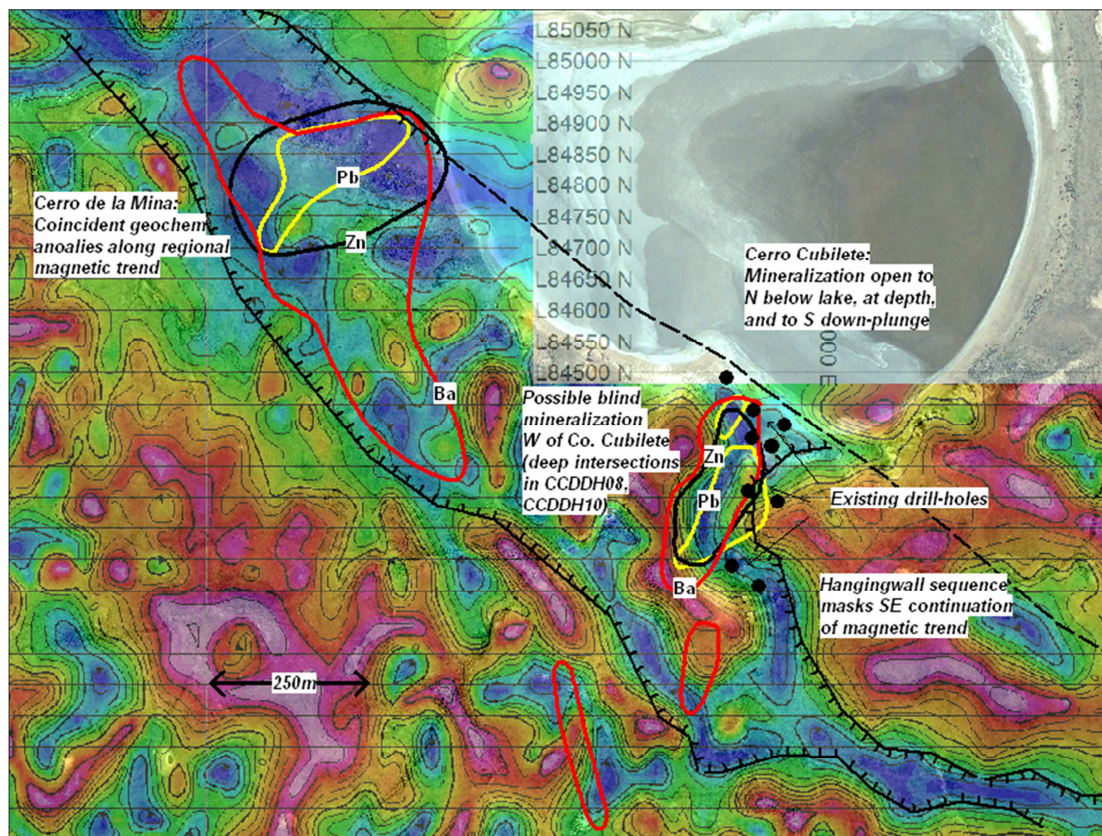 L85050 N
L85000 N
L84950 N
L84900 N
L84850 N
L84800 N
L84750 N
L84700 N
L84650 N
L84600 N
L84550 N
L84500 N
Pb
Zn
Ba
Cerro de la Mina:
Coincident geochem
anoalies along regional
magnetic trend
Cerro Cubilete:
Mineralization open to
N below lake, at depth,
and to S down-plunge
000 E
Possible blind
mineralization
W of Co. Cubilete
(deep intersections
in CCDDH08,
CCDDH10)
Zn
Pb
Ba
Existing drill-holes
Hangingwall sequence
masks SE continuation
of magnetic trend
250m